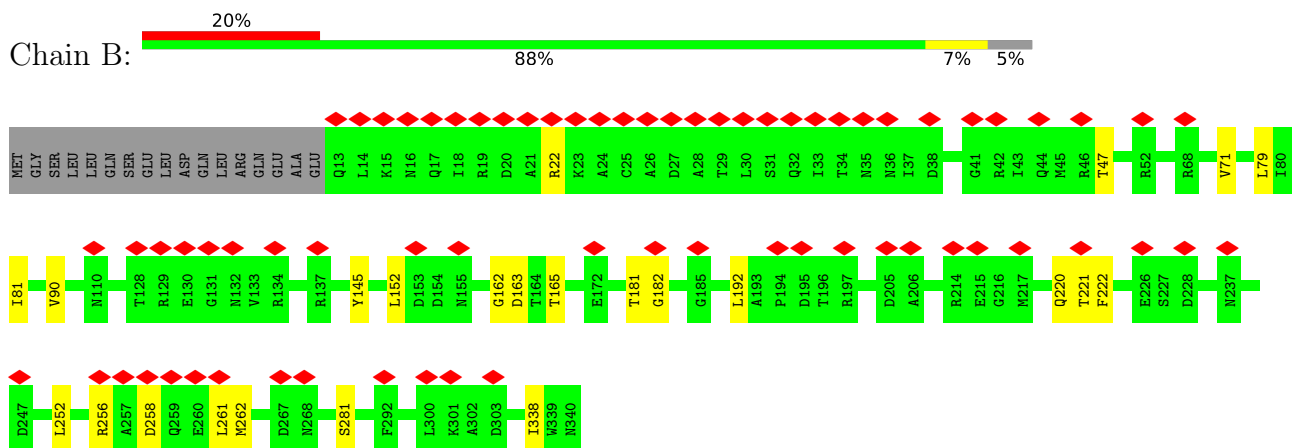 20%
Chain B:
88% 7% 5%
MET GLY SER LEU LEU GLN SER GLU LEU ASP GLN LEU ARG GLN GLU ALA GLU Q13 L14 K15 N16 Q17 I18 R19 D20 A21 R22 K23 A24 C25 A26 D27 A28 T29 L30 S31 Q32 I33 T34 N35 N36 I37 D38 G41 R42 I43 Q44 M45 R46 T47 R52 R68 V71 L79 I80
I81 V90 N110 T128 R129 E130 G131 N132 V133 R134 R137 Y145 L152 D153 D154 N155 G162 D163 T164 T165 E172 T181 G182 G185 L192 A193 P194 D195 T196 R197 D205 A206 R214 E215 G216 M217 Q220 T221 F222 E226 S227 D228 N237
D247 L252 R256 A257 D258 Q259 E260 L261 M262 D267 N268 S281 F292 L300 K301 A302 D303 I338 W339 N340